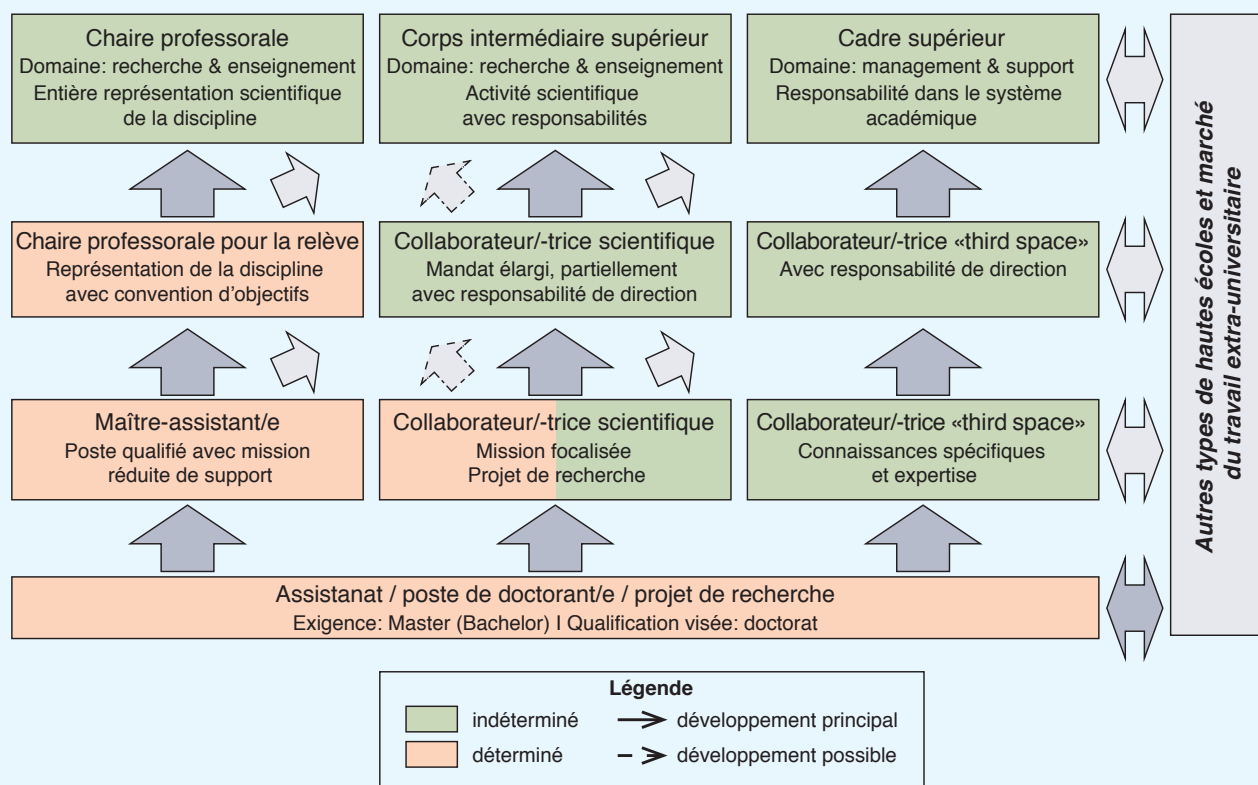 Chaire professorale
Domaine: recherche & enseignement
Entière représentation scientifique
de la discipline
Corps intermédiaire supérieur
Domaine: recherche & enseignement
Activité scientifique
avec responsabilités
Cadre supérieur
Domaine: management & support
Responsabilité dans le système
académique
Chaire professorale pour la relève
Représentation de la discipline
avec convention d’objectifs
Collaborateur/-trice scientifique
Mandat élargi, partiellement
avec responsabilité de direction
Collaborateur/-trice «third space»
Avec responsabilité de direction
Maître-assistant/e
Poste qualifié avec mission
réduite de support
Collaborateur/-trice scientifique
Mission focalisée
Projet de recherche
Collaborateur/-trice «third space»
Connaissances spécifiques
et expertise
Assistanat / poste de doctorant/e / projet de recherche
Exigence: Master (Bachelor) I Qualification visée: doctorat
Autres types de hautes écoles et marché
du travail extra-universitaire
Légende
indéterminé
développement principal
déterminé
développement possible